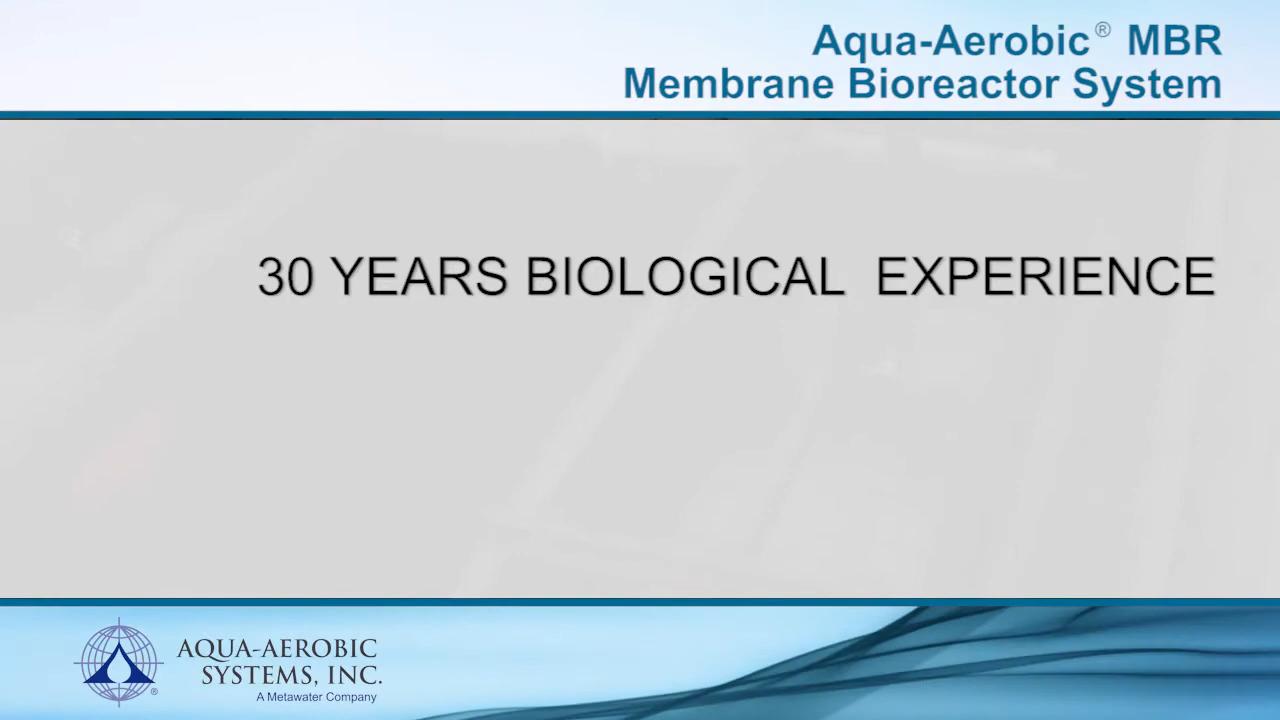 Aqua-Aerobic® MBR
Membrane Bioreactor System
30 YEARS BIOLOGICAL EXPERIENCE
AQUA-AEROBIC
SYSTEMS, INC.
®
A Metawater Company